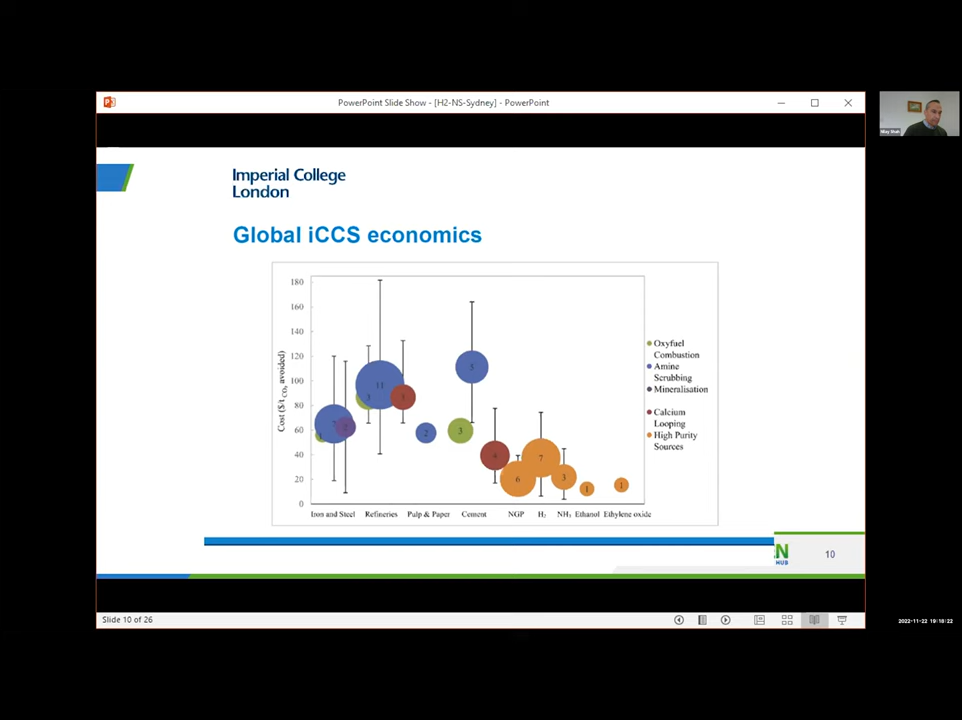 PowerPoint Slide Show - [H2-NS-Sydney] - PowerPoint
Imperial College
London
Global iCCS economics
Cost ($/t CO₂ avoided)
180
160
140
120
100
80
60
40
20
0
7
2
3
11
2
3
5
4
6
7
3
1
1
Iron and Steel
Refineries
Pulp & Paper
Cement
NGP
H₂
NH₃
Ethanol
Ethylene oxide
Oxyfuel
Combustion
Amine
Scrubbing
Mineralisation
Calcium
Looping
High Purity
Sources
N
HUB
10
Slide 10 of 26
2022-11-22 19:18:22